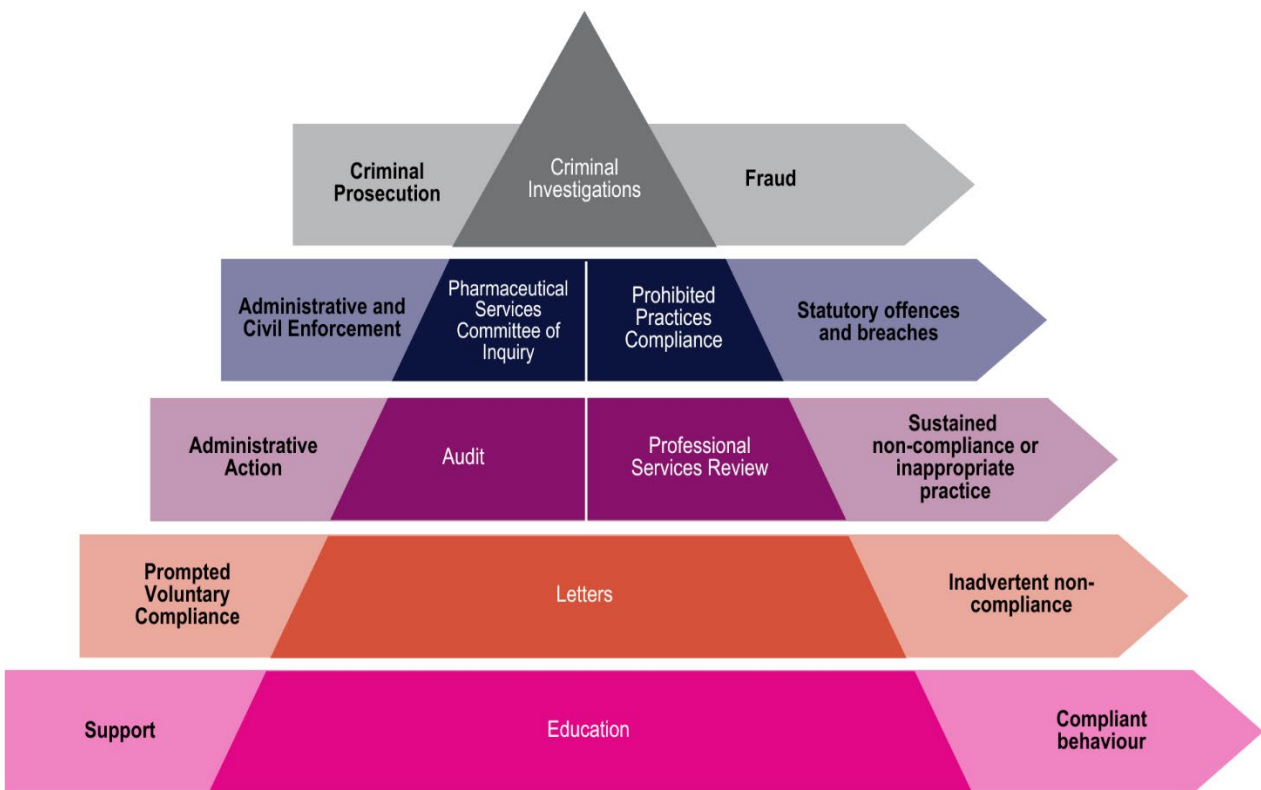 Criminal
Prosecution
Criminal
Investigations
Fraud
Administrative and
Civil Enforcement
Pharmaceutical
Services
Committee of
Inquiry
Prohibited
Practices
Compliance
Statutory offences
and breaches
Administrative
Action
Audit
Professional
Services Review
Sustained
non-compliance or
inappropriate
practice
Prompted
Voluntary
Compliance
Letters
Inadvertent non-
compliance
Support
Education
Compliant
behaviour